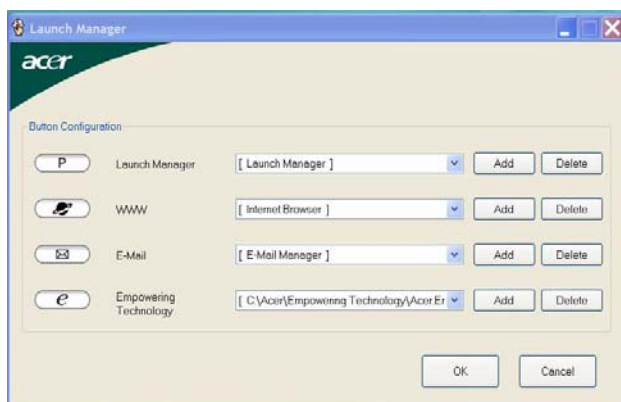 Launch Manager
acer
Button Configuration
P Launch Manager [ Launch Manager ] Add Delete
WWW [ Internet Browser ] Add Delete
E-Mail [ E-Mail Manager ] Add Delete
e Empowering Technology [ C:\Acer\Empowering Technology\Acer.Er Add Delete
OK Cancel